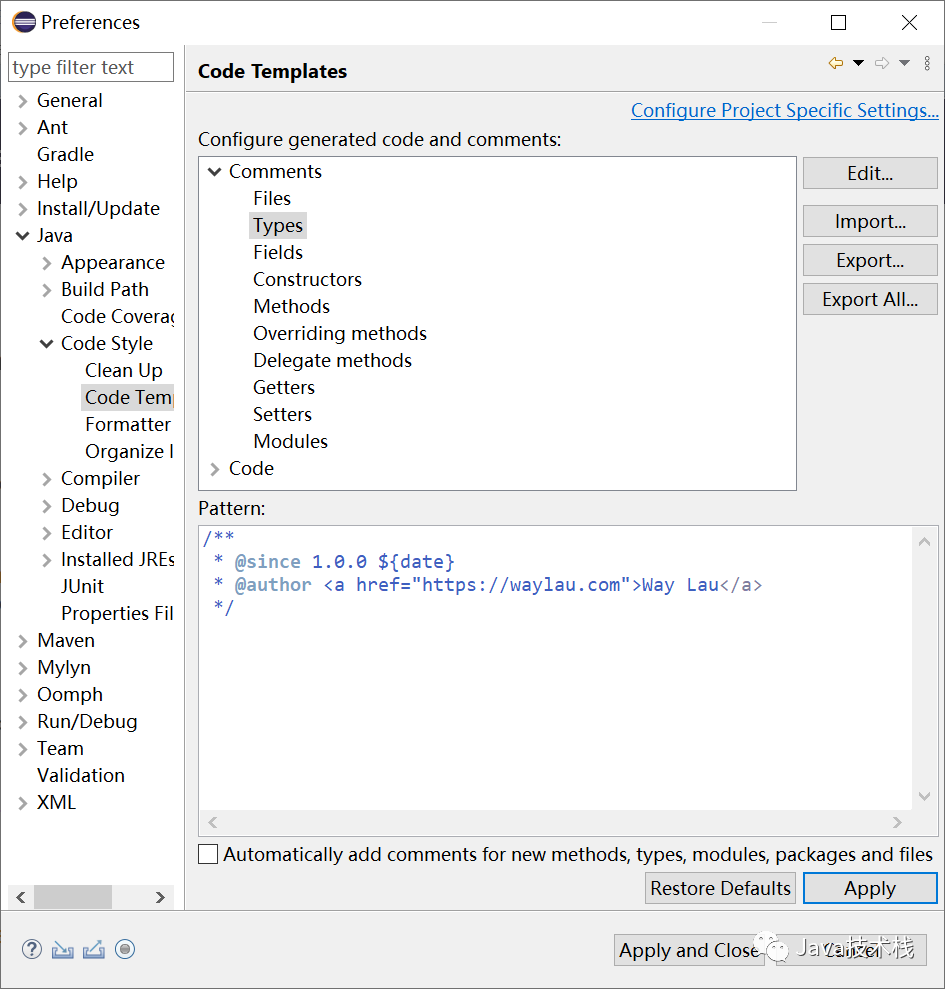 Preferences
type filter text
General
Ant
Gradle
Help
Install/Update
Java
Appearance
Build Path
Code Coverag
Code Style
Clean Up
Code Temp
Formatter
Organize I
Compiler
Debug
Editor
Installed JREs
JUnit
Properties Fil
Maven
Mylyn
Oomph
Run/Debug
Team
Validation
XML
Code Templates
Configure Project Specific Settings...
Configure generated code and comments:
Comments
Files
Types
Fields
Constructors
Methods
Overriding methods
Delegate methods
Getters
Setters
Modules
Code
Edit...
Import...
Export...
Export All...
Pattern:
/**
 * @since 1.0.0 ${date}
 * @author <a href="https://waylau.com">Way Lau</a>
 */
Automatically add comments for new methods, types, modules, packages and files
Restore Defaults
Apply
Apply and Close
Cancel
Java技术栈